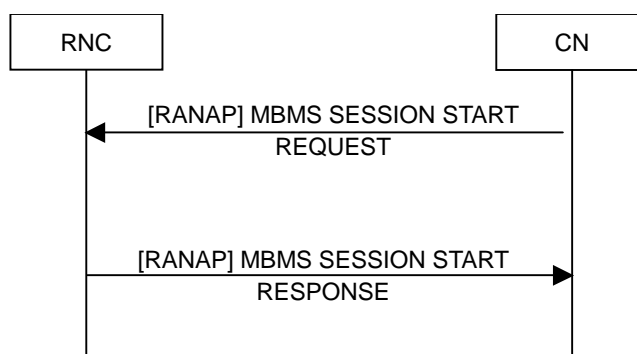 RNC
CN
[RANAP] MBMS SESSION START
REQUEST
[RANAP] MBMS SESSION START
RESPONSE